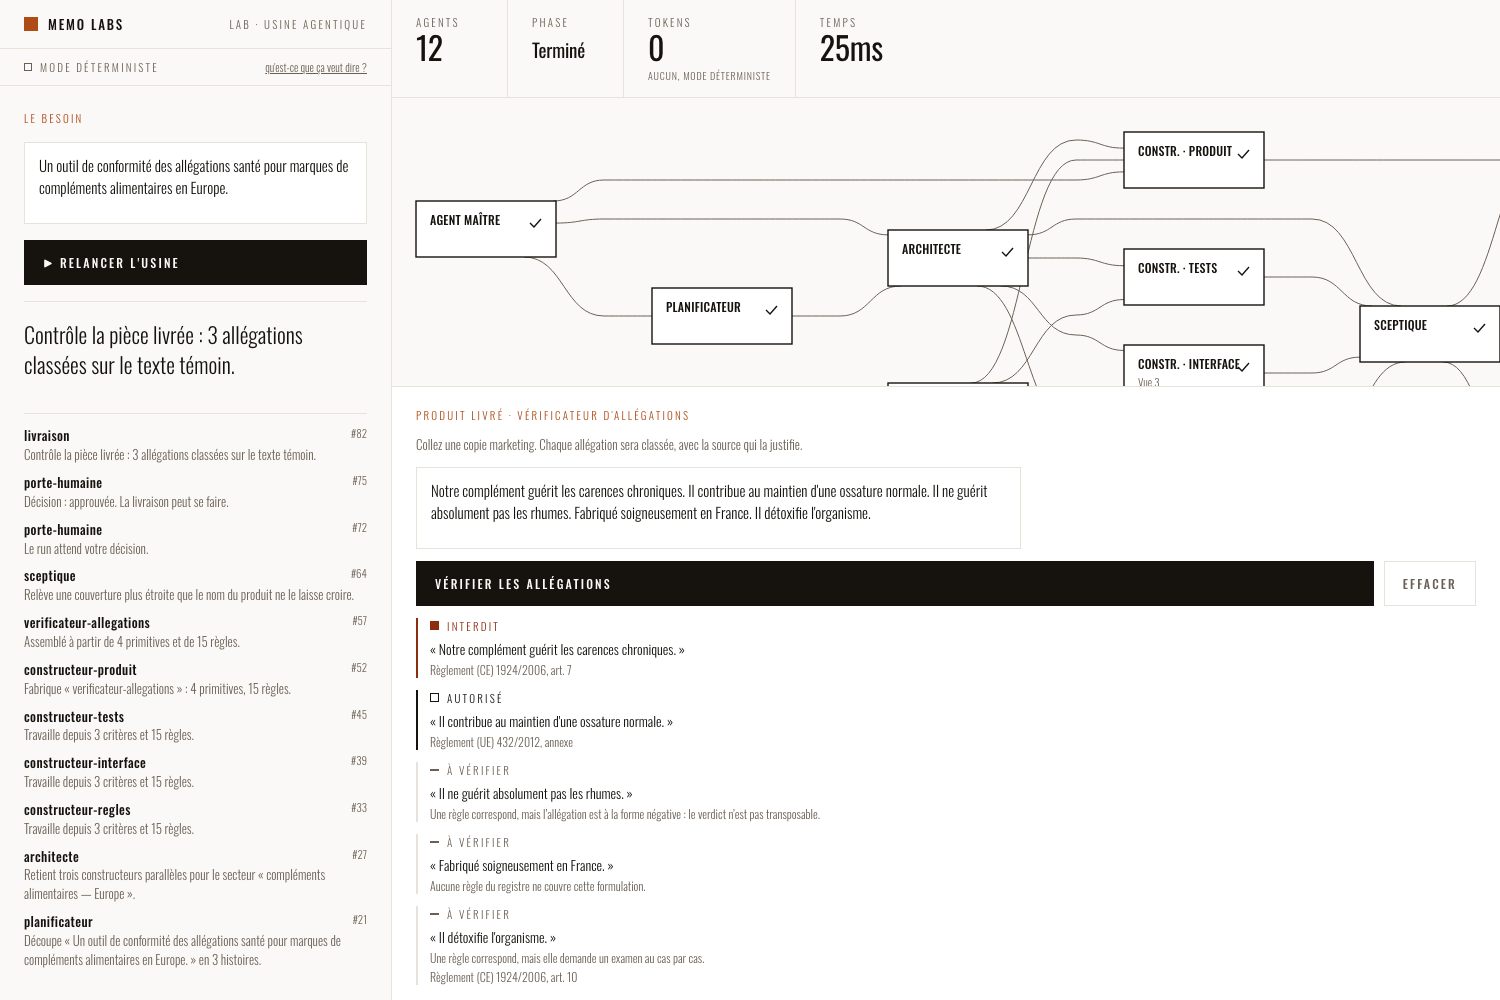 MEMO LABS
LAB · USINE AGENTIQUE
MODE DÉTERMINISTE
qu'est-ce que ça veut dire ?
LE BESOIN
Un outil de conformité des allégations santé pour marques de
compléments alimentaires en Europe.
▶ RELANCER L'USINE
Contrôle la pièce livrée : 3 allégations
classées sur le texte témoin.
livraison #82
Contrôle la pièce livrée : 3 allégations classées sur le texte témoin.
porte-humaine #75
Décision : approuvée. La livraison peut se faire.
porte-humaine #72
Le run attend votre décision.
sceptique #64
Relève une couverture plus étroite que le nom du produit ne le laisse croire.
verificateur-allegations #57
Assemblé à partir de 4 primitives et de 15 règles.
constructeur-produit #52
Fabrique « verificateur-allegations » : 4 primitives, 15 règles.
constructeur-tests #45
Travaille depuis 3 critères et 15 règles.
constructeur-interface #39
Travaille depuis 3 critères et 15 règles.
constructeur-regles #33
Travaille depuis 3 critères et 15 règles.
architecte #27
Retient trois constructeurs parallèles pour le secteur « compléments
alimentaires — Europe ».
planificateur #21
Découpe « Un outil de conformité des allégations santé pour marques de
compléments alimentaires en Europe. » en 3 histoires.
AGENTS
12
PHASE
Terminé
TOKENS
0
AUCUN, MODE DÉTERMINISTE
TEMPS
25ms
AGENT MAÎTRE
PLANIFICATEUR
ARCHITECTE
CONSTR. · PRODUIT
CONSTR. · TESTS
CONSTR. · INTERFACE
Vue 3
SCEPTIQUE
PRODUIT LIVRÉ · VÉRIFICATEUR D'ALLÉGATIONS
Collez une copie marketing. Chaque allégation sera classée, avec la source qui la justifie.
Notre complément guérit les carences chroniques. Il contribue au maintien d'une ossature normale. Il ne guérit
absolument pas les rhumes. Fabriqué soigneusement en France. Il détoxifie l'organisme.
VÉRIFIER LES ALLÉGATIONS
EFFACER
INTERDIT
« Notre complément guérit les carences chroniques. »
Règlement (CE) 1924/2006, art. 7
AUTORISÉ
« Il contribue au maintien d'une ossature normale. »
Règlement (UE) 432/2012, annexe
À VÉRIFIER
« Il ne guérit absolument pas les rhumes. »
Une règle correspond, mais l'allégation est à la forme négative : le verdict n'est pas transposable.
À VÉRIFIER
« Fabriqué soigneusement en France. »
Aucune règle du registre ne couvre cette formulation.
À VÉRIFIER
« Il détoxifie l'organisme. »
Une règle correspond, mais elle demande un examen au cas par cas.
Règlement (CE) 1924/2006, art. 10